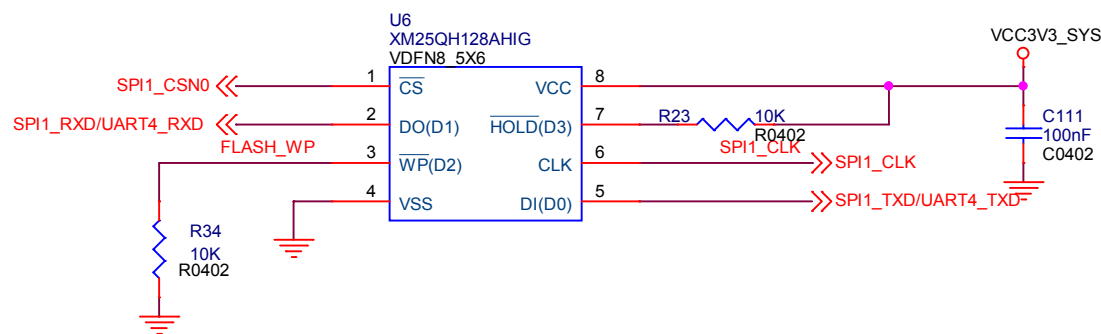 U6
XM25QH128AHIG
VDFN8_5X6
VCC3V3_SYS
SPI1_CSN0
1
CS
VCC
8
SPI1_RXD/UART4_RXD
2
DO(D1)
HOLD(D3)
7
R23
10K
R0402
C111
100nF
C0402
FLASH_WP
3
WP(D2)
CLK
6
SPI1_CLK
SPI1_CLK
4
VSS
DI(D0)
5
SPI1_TXD/UART4_TXD
R34
10K
R0402